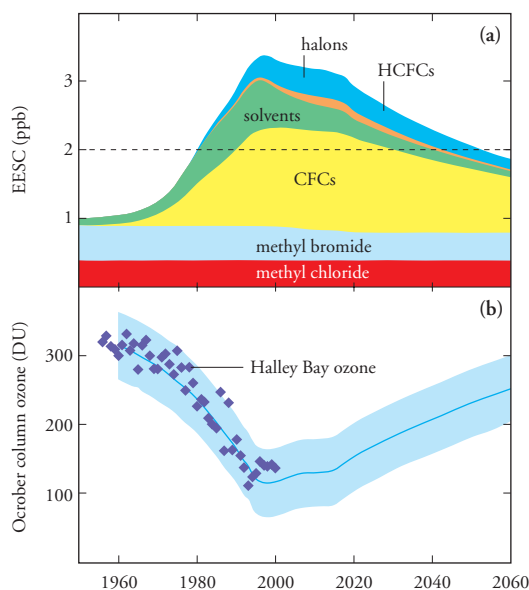 (a)
halons
HCFCs
3
solvents
EESC (ppb)
2
CFCs
1
methyl bromide
methyl chloride
(b)
300
Halley Bay ozone
Ocrober column ozone (DU)
200
100
1960 1980 2000 2020 2040 2060